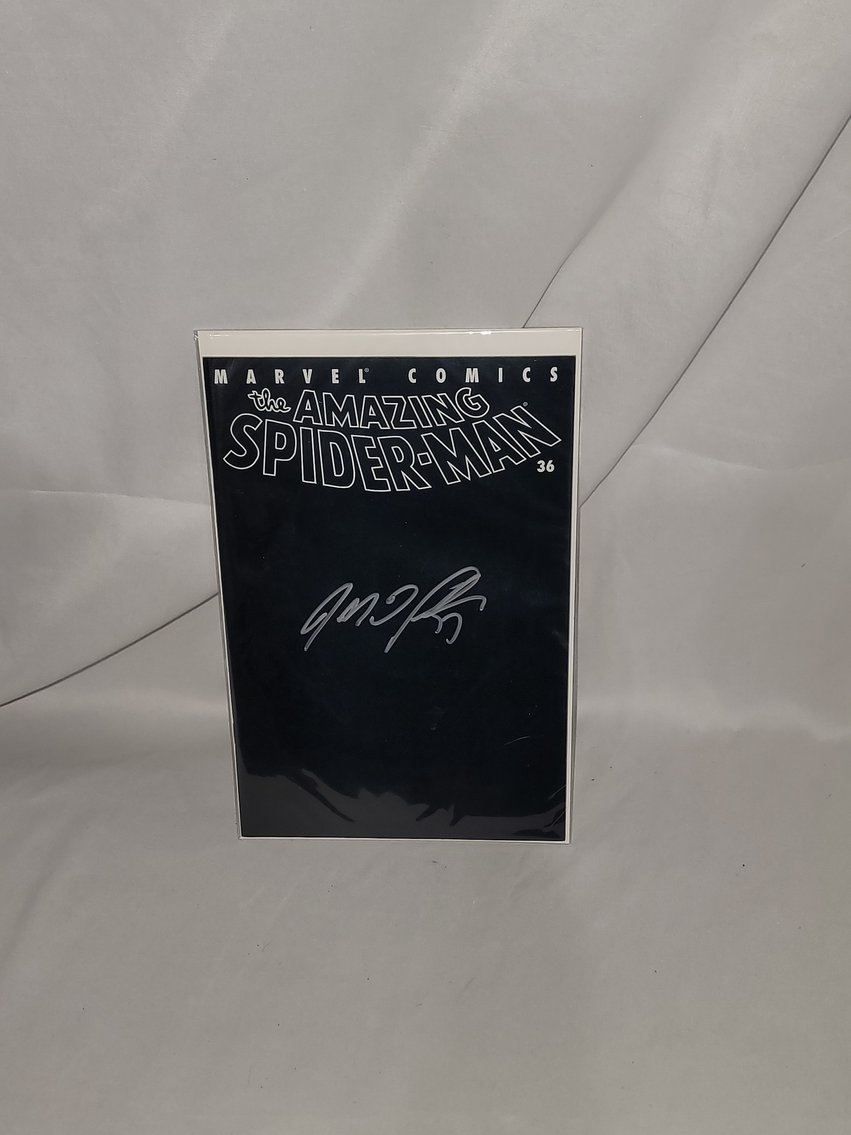 MARVEL® COMICS
the AMAZING
SPIDER-MAN®
36